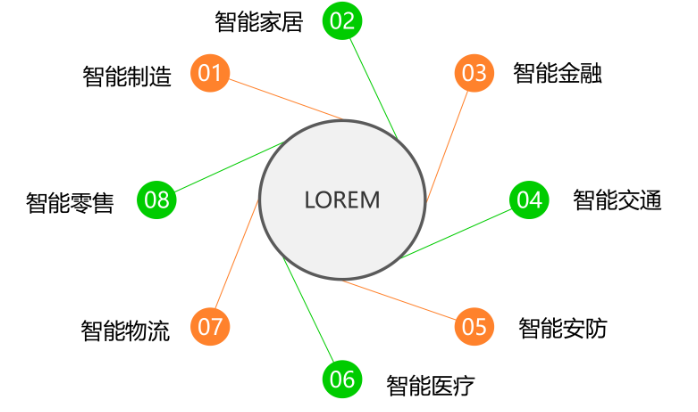 智能家居
02
智能制造
01
03
智能金融
智能零售
08
LOREM
04
智能交通
智能物流
07
05
智能安防
06
智能医疗